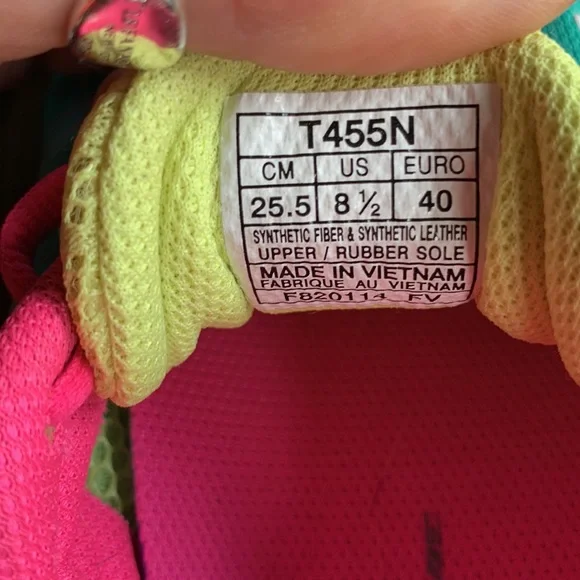 T455N
CM US EURO
25.5 8 ½ 40
SYNTHETIC FIBER & SYNTHETIC LEATHER
UPPER / RUBBER SOLE
MADE IN VIETNAM
FABRIQUE AU VIETNAM
F820114 FV